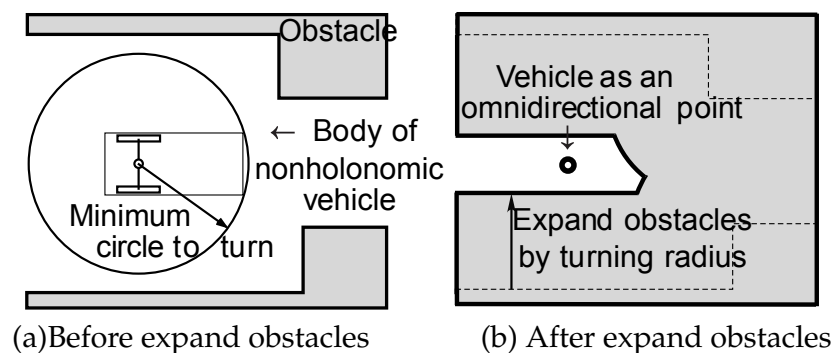 Obstacle
← Body of
nonholonomic
vehicle
Minimum
circle to turn
(a)Before expand obstacles
Vehicle as an
omnidirectional point
Expand obstacles
by turning radius
(b) After expand obstacles